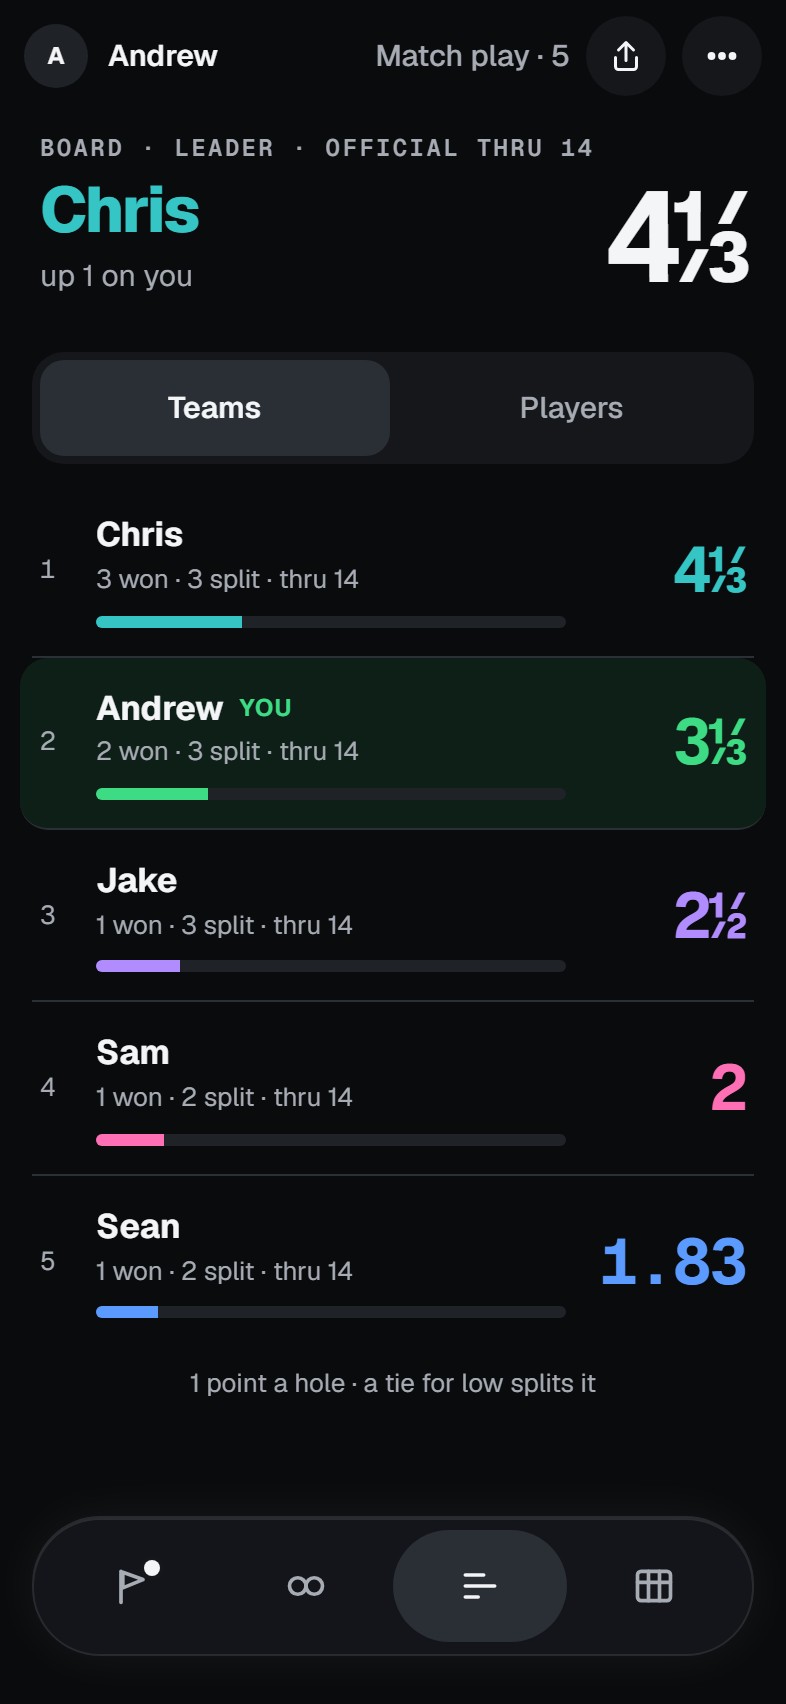 A Andrew Match play · 5
BOARD · LEADER · OFFICIAL THRU 14
Chris
4⅓
up 1 on you
Teams Players
1 Chris 4⅓
3 won · 3 split · thru 14
2 Andrew YOU 3⅓
2 won · 3 split · thru 14
3 Jake 2½
1 won · 3 split · thru 14
4 Sam 2
1 won · 2 split · thru 14
5 Sean 1.83
1 won · 2 split · thru 14
1 point a hole · a tie for low splits it